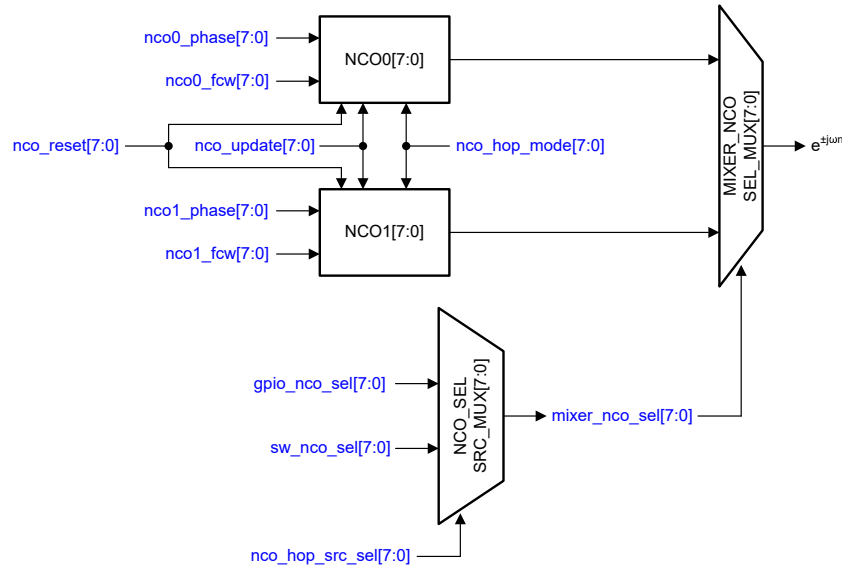 nco0_phase[7:0]
NCO0[7:0]
nco0_fcw[7:0]
nco_reset[7:0]
nco_update[7:0]
nco_hop_mode[7:0]
MIXER_NCO
SEL_MUX[7:0]
e±jωn
nco1_phase[7:0]
NCO1[7:0]
nco1_fcw[7:0]
gpio_nco_sel[7:0]
NCO_SEL
SRC_MUX[7:0]
mixer_nco_sel[7:0]
sw_nco_sel[7:0]
nco_hop_src_sel[7:0]